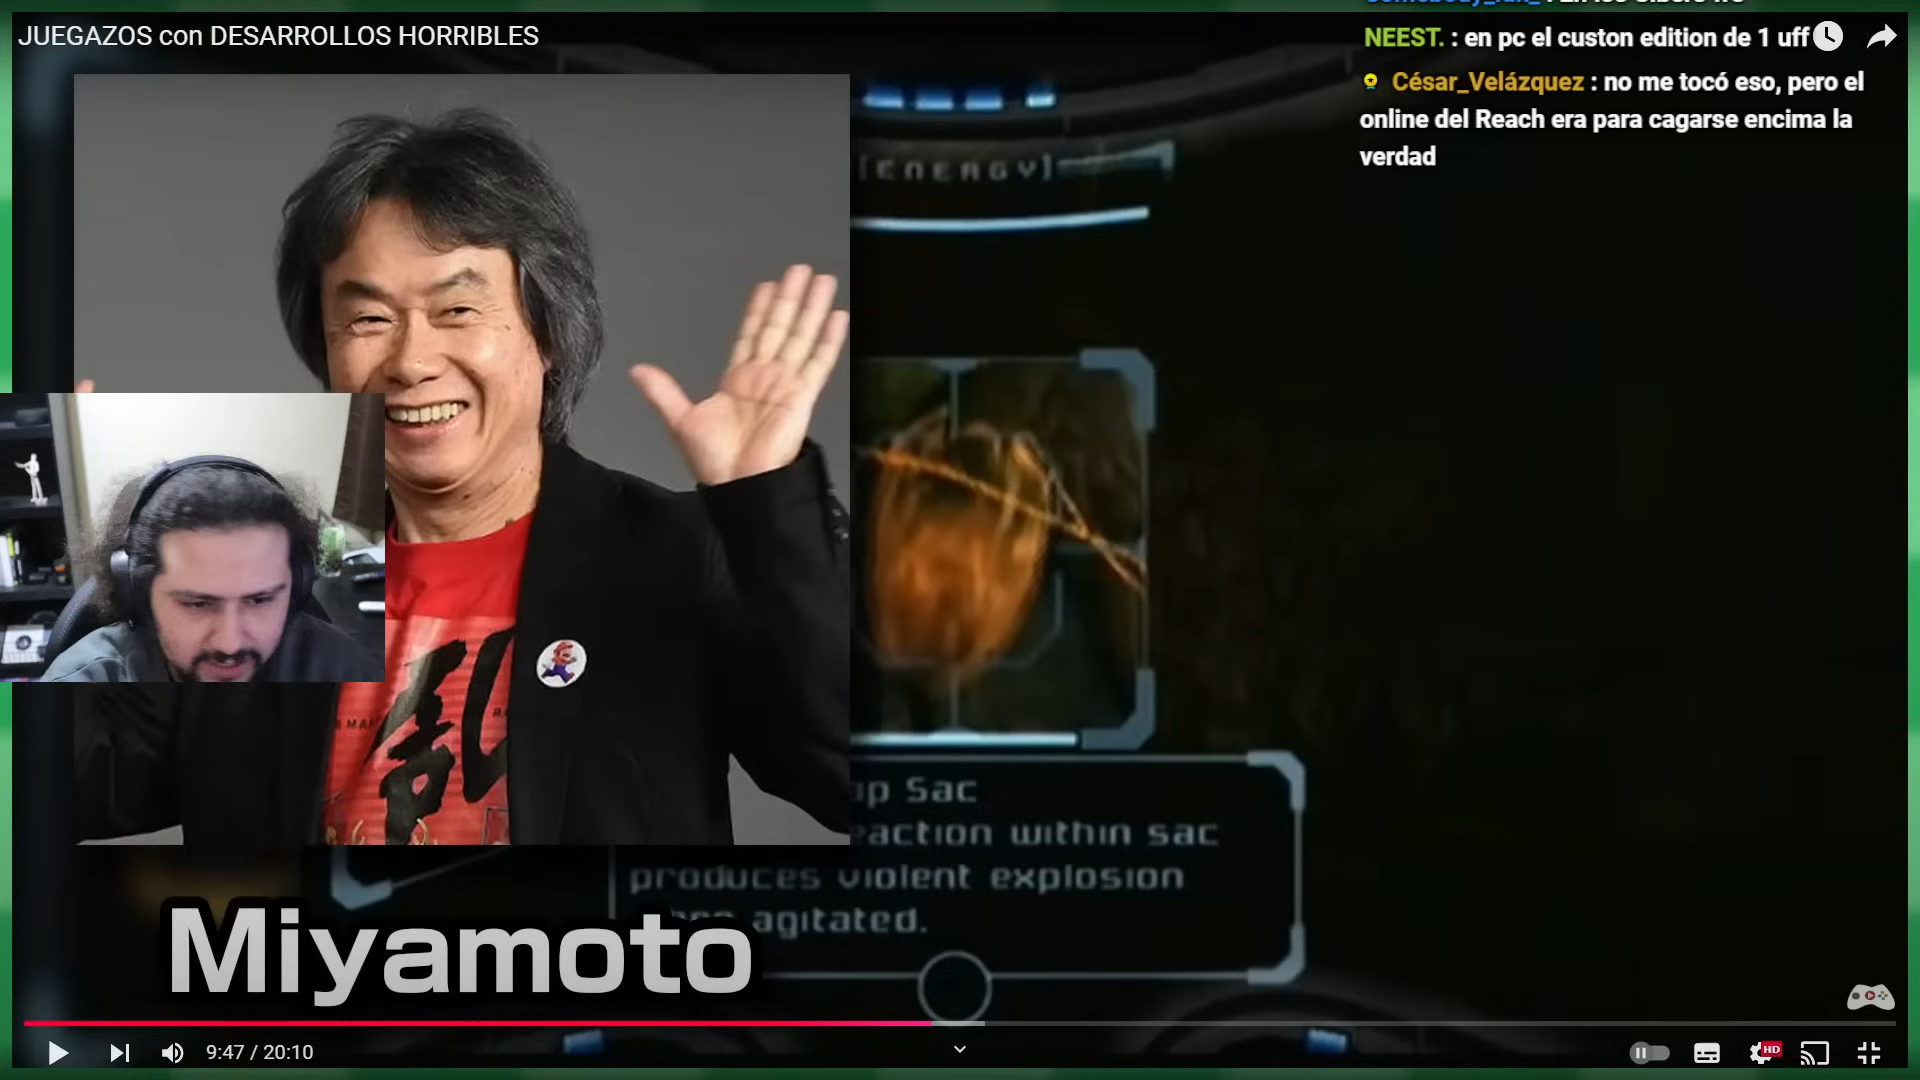 JUEGAZOS con DESARROLLOS HORRIBLES
NEEST. : en pc el custon edition de 1 uff
César_Velázquez : no me tocó eso, pero el
online del Reach era para cagarse encima la
verdad
[ENERGY]
Sac
within sac
produces violent explosion
agitated.
Miyamoto
9:47 / 20:10
HD